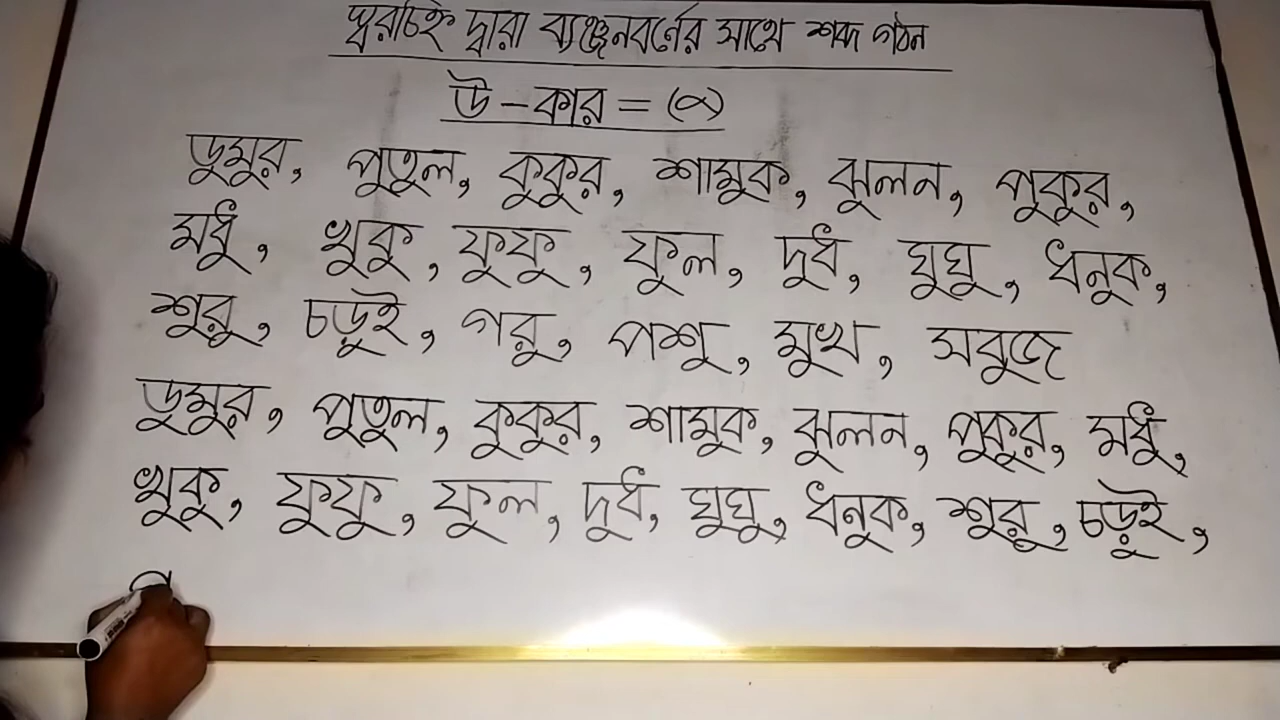 স্বরচিহ্ন দ্বারা ব্যঞ্জনবর্ণের সাথে শব্দ গঠন
উ - কার = (ু)
ডুমুর, পুতুল, কুকুর, শামুক, ঝুলন, পুকুর,
মধু, খুকু, ফুফু, ফুল, দুধ, ঘুঘু, ধনুক,
শুরু, চড়ুই, গরু, পশু, মুখ, সবুজ
ডুমুর, পুতুল, কুকুর, শামুক, ঝুলন, পুকুর, মধু,
খুকু, ফুফু, ফুল, দুধ, ঘুঘু, ধনুক, শুরু, চড়ুই,